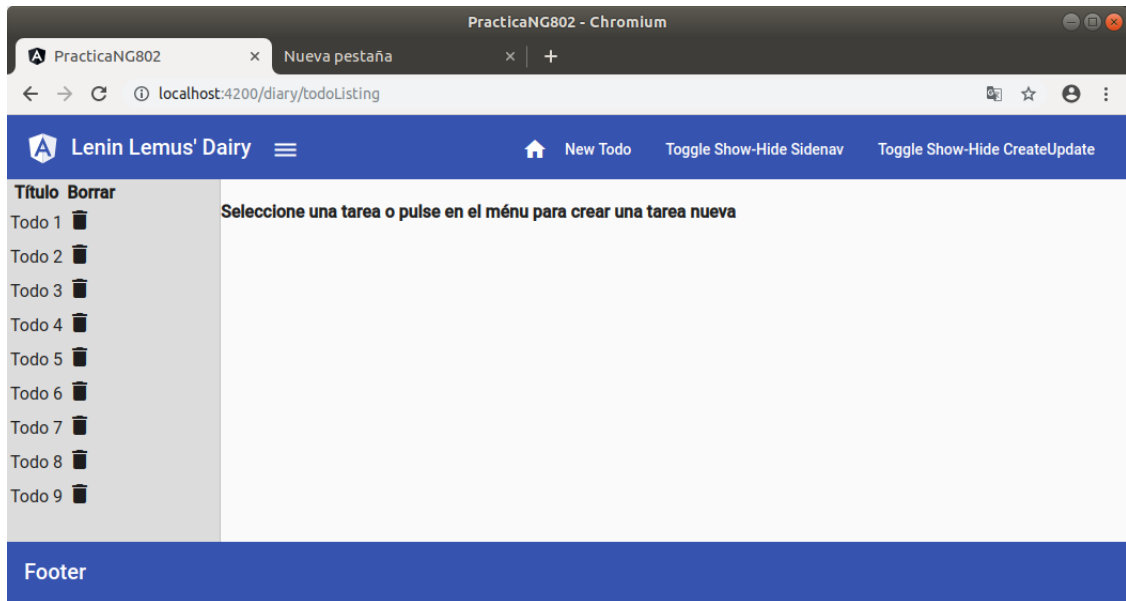 PracticaNG802 - Chromium
PracticaNG802 Nueva pestaña
localhost:4200/diary/todoListing
Lenin Lemus' Dairy New Todo Toggle Show-Hide Sidenav Toggle Show-Hide CreateUpdate
Título Borrar
Todo 1
Seleccione una tarea o pulse en el ménu para crear una tarea nueva
Todo 2
Todo 3
Todo 4
Todo 5
Todo 6
Todo 7
Todo 8
Todo 9
Footer